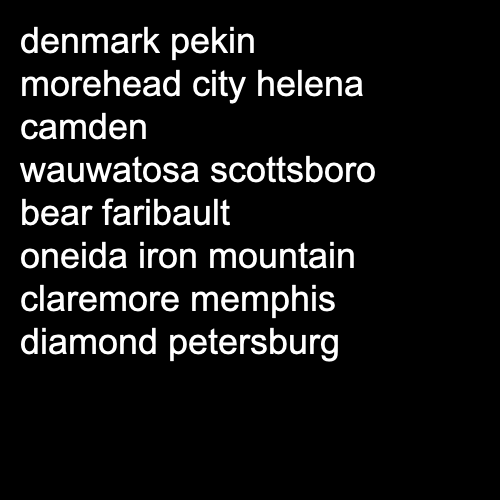 denmark pekin
morehead city helena
camden
wauwatosa scottsboro
bear faribault
oneida iron mountain
claremore memphis
diamond petersburg